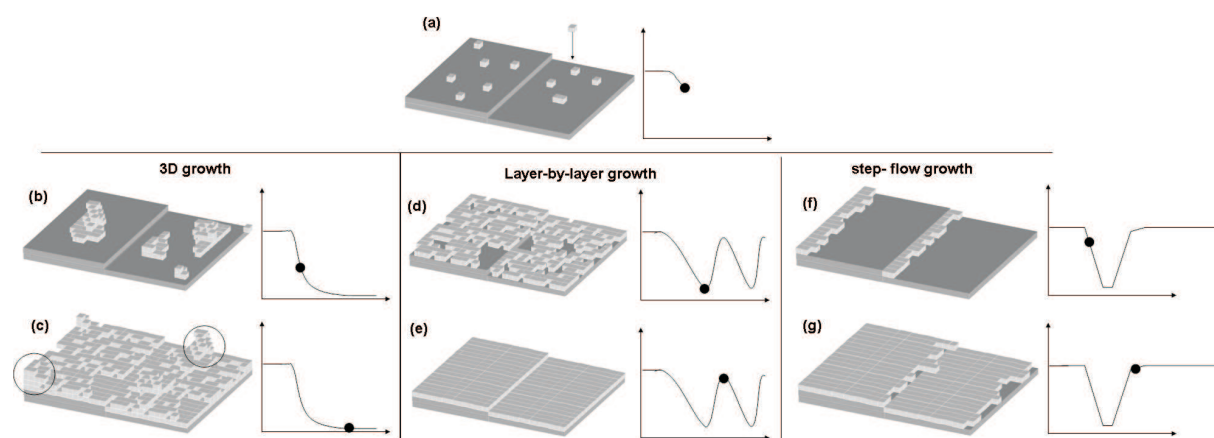 (a)
3D growth
Layer-by-layer growth
step- flow growth
(b)
(d)
(f)
(c)
(e)
(g)